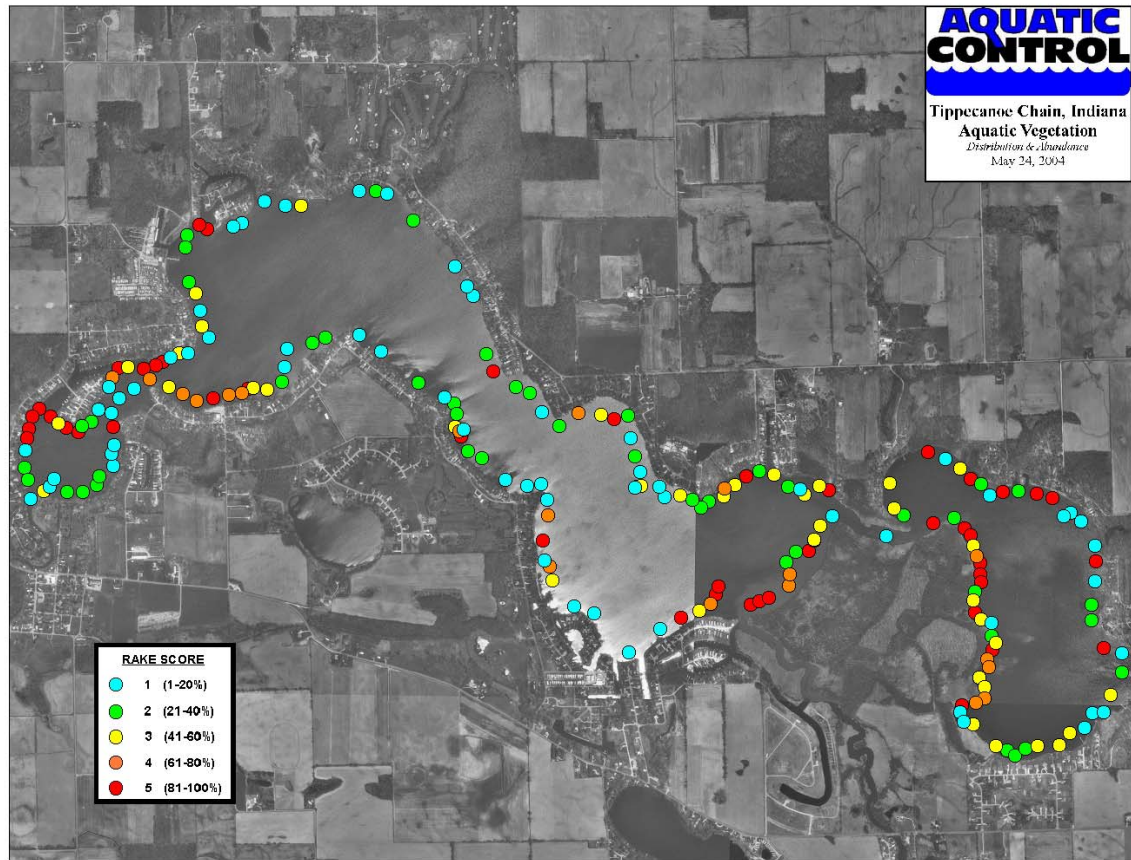 AQUATIC
CONTROL
Tippecanoe Chain, Indiana
Aquatic Vegetation
Distribution & Abundance
May 24, 2004
RAKE SCORE
1 (1-20%)
2 (21-40%)
3 (41-60%)
4 (61-80%)
5 (81-100%)